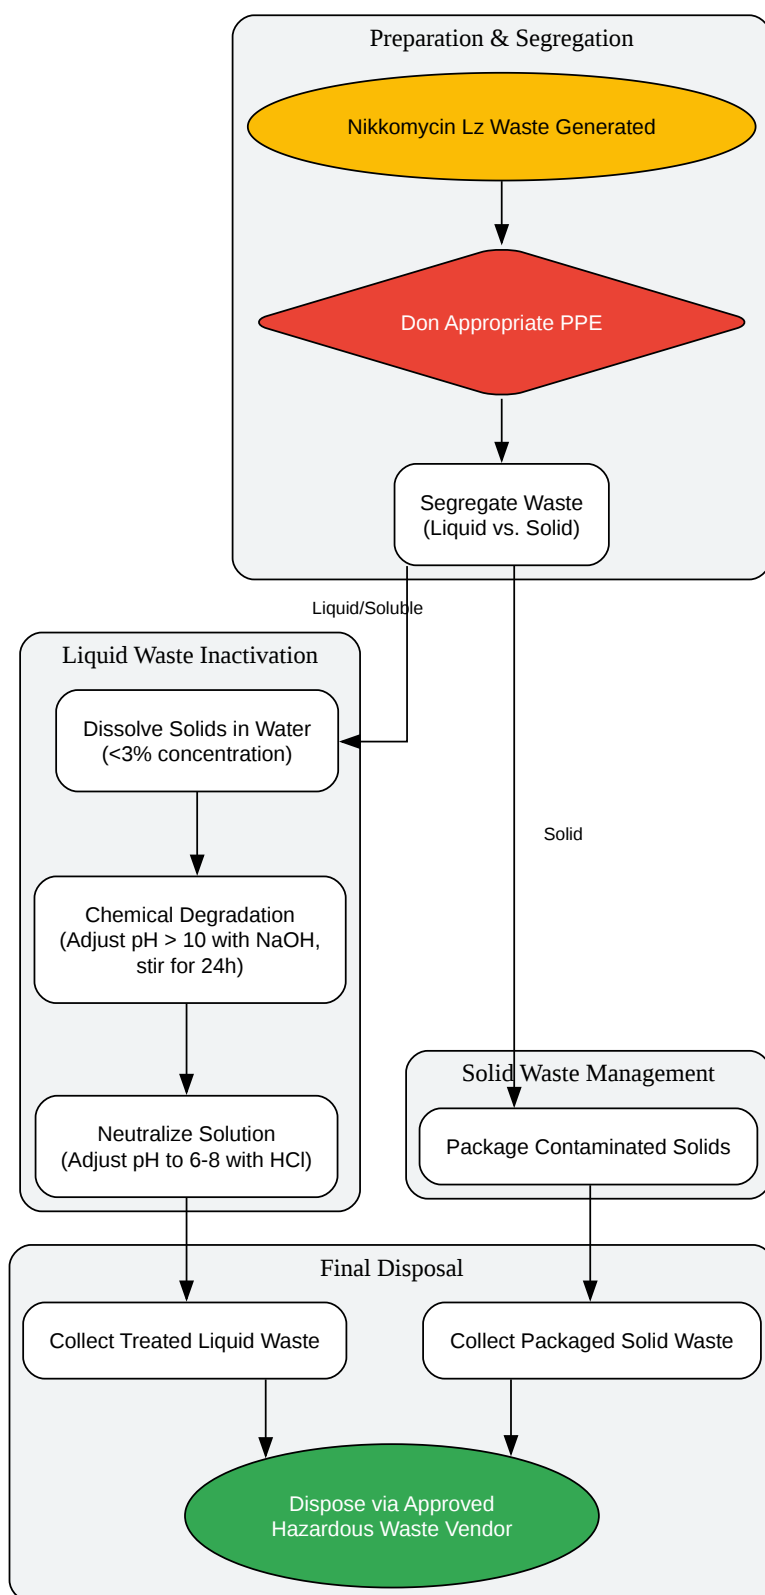 Preparation & Segregation
Nikkomycin Lz Waste Generated
Don Appropriate PPE
Segregate Waste
(Liquid vs. Solid)
Liquid/Soluble
Liquid Waste Inactivation
Dissolve Solids in Water
(<3% concentration)
Solid
Chemical Degradation
(Adjust pH > 10 with NaOH,
stir for 24h)
Solid Waste Management
Neutralize Solution
(Adjust pH to 6-8 with HCl)
Package Contaminated Solids
Final Disposal
Collect Treated Liquid Waste
Collect Packaged Solid Waste
Dispose via Approved
Hazardous Waste Vendor